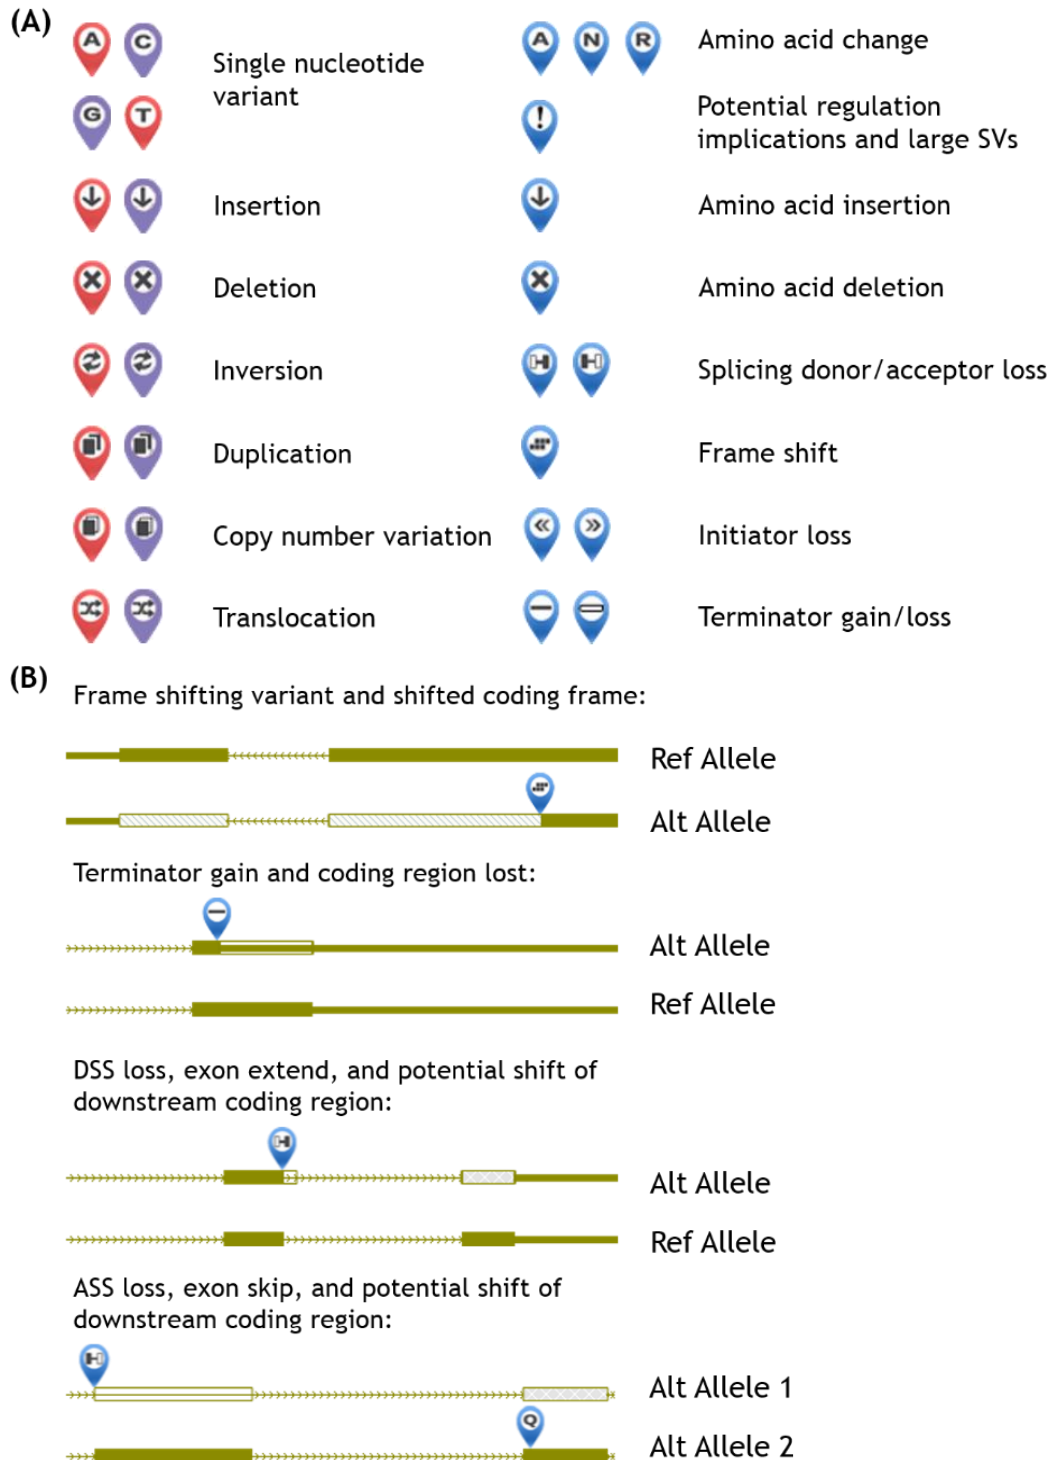 (A)
A C
Single nucleotide
variant
G T
A N R
Amino acid change
!
Potential regulation
implications and large SVs
Insertion
Amino acid insertion
Deletion
Amino acid deletion
Inversion
Splicing donor/acceptor loss
Duplication
Frame shift
Copy number variation
Initiator loss
Translocation
Terminator gain/loss
(B)
Frame shifting variant and shifted coding frame:
Ref Allele
Alt Allele
Terminator gain and coding region lost:
Alt Allele
Ref Allele
DSS loss, exon extend, and potential shift of
downstream coding region:
Alt Allele
Ref Allele
ASS loss, exon skip, and potential shift of
downstream coding region:
Alt Allele 1
Q
Alt Allele 2